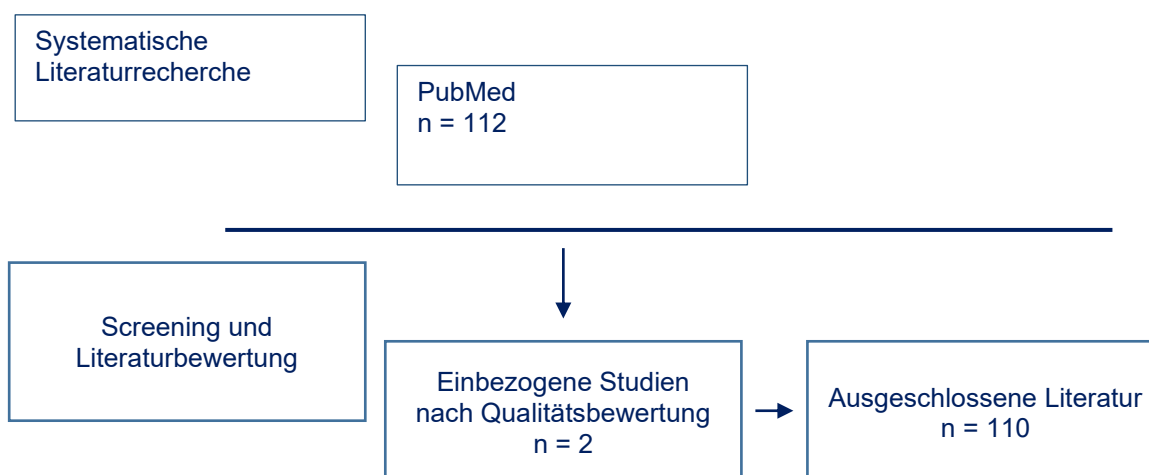 Systematische
Literaturrecherche
PubMed
n = 112
Screening und
Literaturbewertung
Einbezogene Studien
nach Qualitätsbewertung
n = 2
Ausgeschlossene Literatur
n = 110